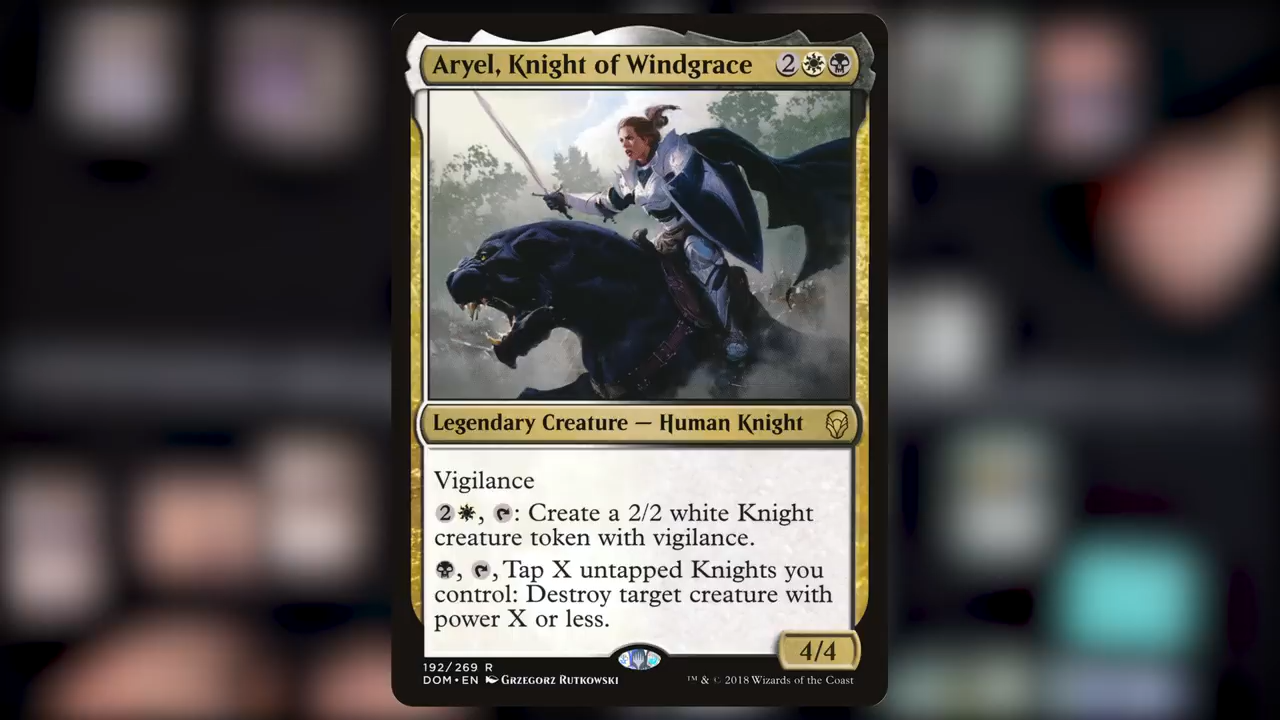 Aryel, Knight of Windgrace 2
Legendary Creature — Human Knight
Vigilance
2, : Create a 2/2 white Knight
creature token with vigilance.
, , Tap X untapped Knights you
control: Destroy target creature with
power X or less.
4/4
192/269 R
DOM • EN Grzegorz Rutkowski
™ & © 2018 Wizards of the Coast